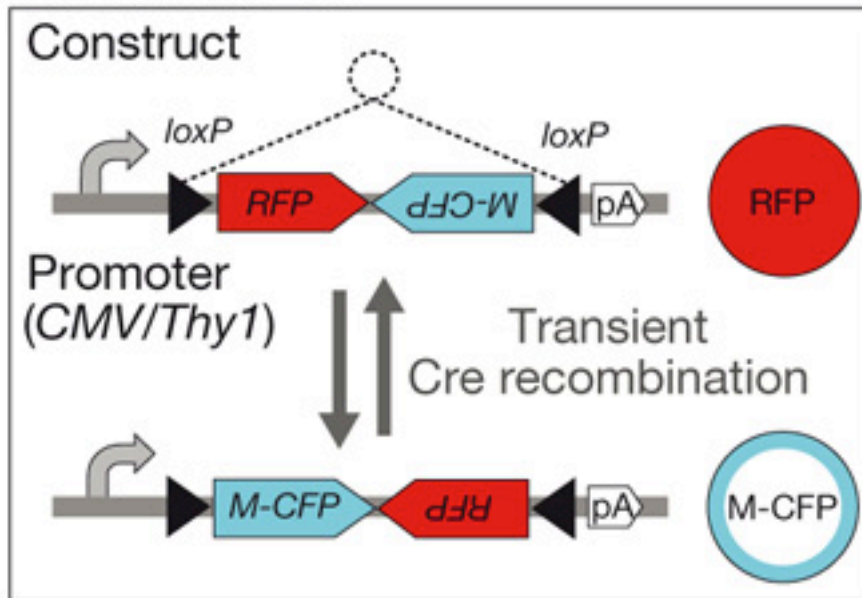 Construct
loxP
loxP
RFP
M-CFP
pA
RFP
Promoter
(CMV/Thy1)
Transient
Cre recombination
M-CFP
RFP
pA
M-CFP